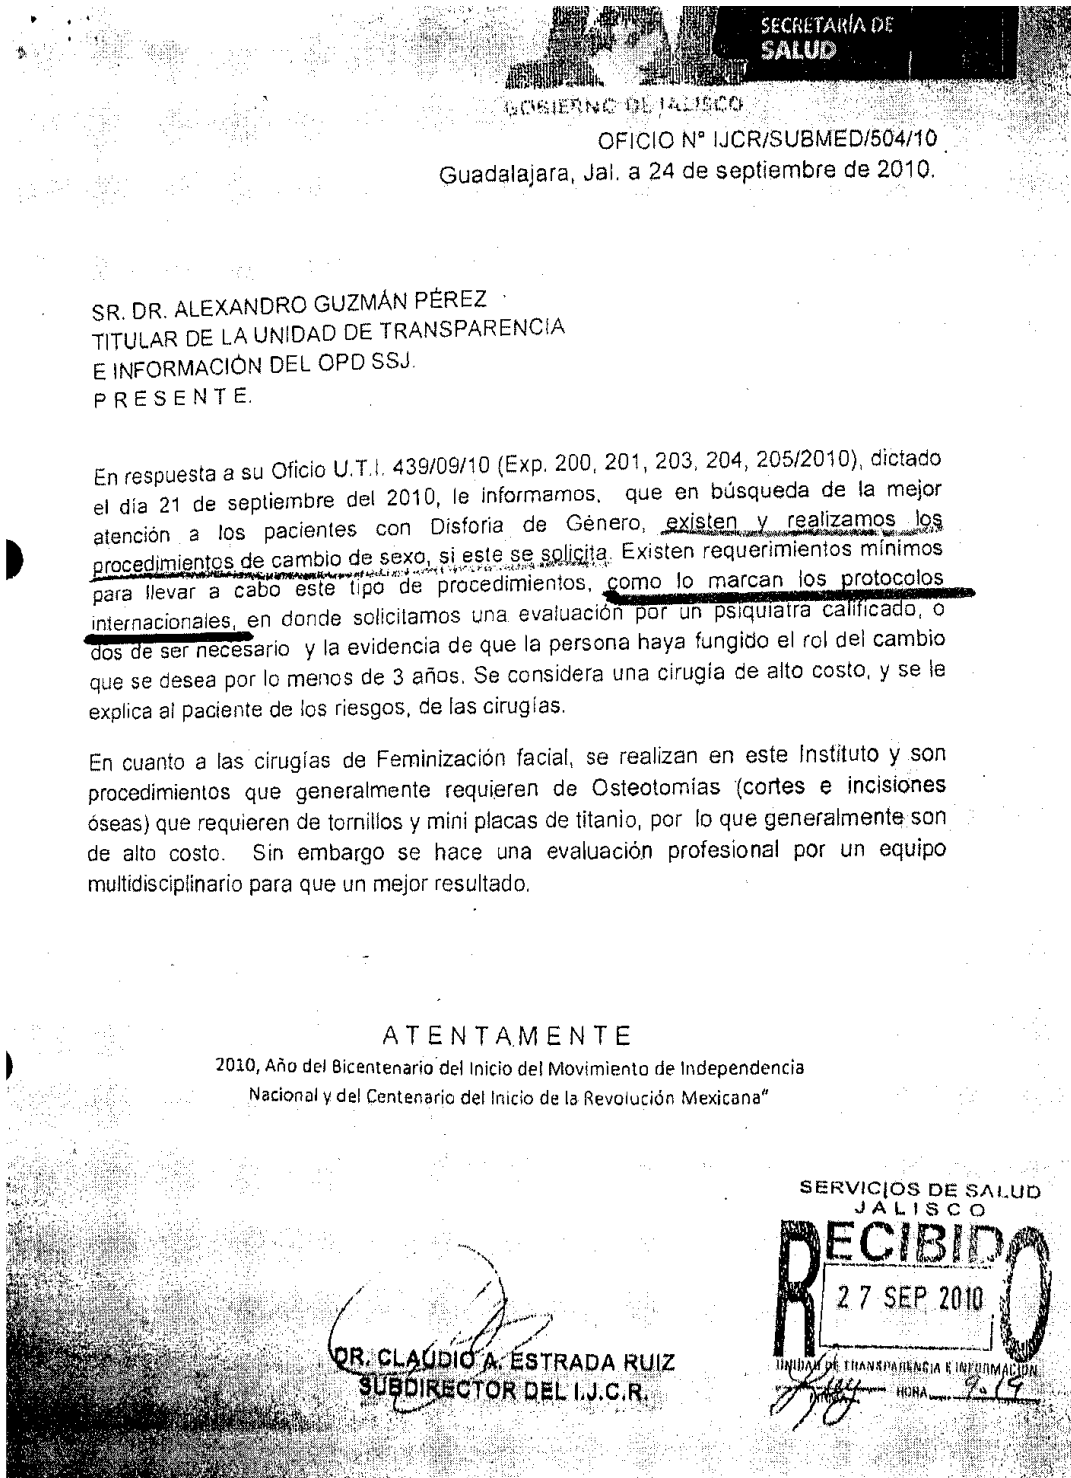 SECRETARÍA DE
SALUD
GOBIERNO DE JALISCO
OFICIO N° IJCR/SUBMED/504/10
Guadalajara, Jal. a 24 de septiembre de 2010.
SR. DR. ALEXANDRO GUZMÁN PÉREZ
TITULAR DE LA UNIDAD DE TRANSPARENCIA
E INFORMACIÓN DEL OPD SSJ.
P R E S E N T E.
En respuesta a su Oficio U.T.I. 439/09/10 (Exp. 200, 201, 203, 204, 205/2010), dictado
el día 21 de septiembre del 2010, le informamos, que en búsqueda de la mejor
atención a los pacientes con Disforia de Género, existen y realizamos los
procedimientos de cambio de sexo, si este se solicita. Existen requerimientos mínimos
para llevar a cabo este tipo de procedimientos, como lo marcan los protocolos
internacionales, en donde solicitamos una evaluación por un psiquiatra calificado, o
dos de ser necesario y la evidencia de que la persona haya fungido el rol del cambio
que se desea por lo menos de 3 años. Se considera una cirugía de alto costo, y se le
explica al paciente de los riesgos, de las cirugías.
En cuanto a las cirugías de Feminización facial, se realizan en este Instituto y son
procedimientos que generalmente requieren de Osteotomías (cortes e incisiones
óseas) que requieren de tornillos y mini placas de titanio, por lo que generalmente son
de alto costo. Sin embargo se hace una evaluación profesional por un equipo
multidisciplinario para que un mejor resultado.
A T E N T A M E N T E
2010, Año del Bicentenario del Inicio del Movimiento de Independencia
Nacional y del Centenario del Inicio de la Revolución Mexicana"
SERVICIOS DE SALUD
JALISCO
RECIBIDO
27 SEP 2010
UNIDAD DE TRANSPARENCIA E INFORMACIÓN
HORA 9:19
DR. CLAUDIO A. ESTRADA RUIZ
SUBDIRECTOR DEL I.J.C.R.